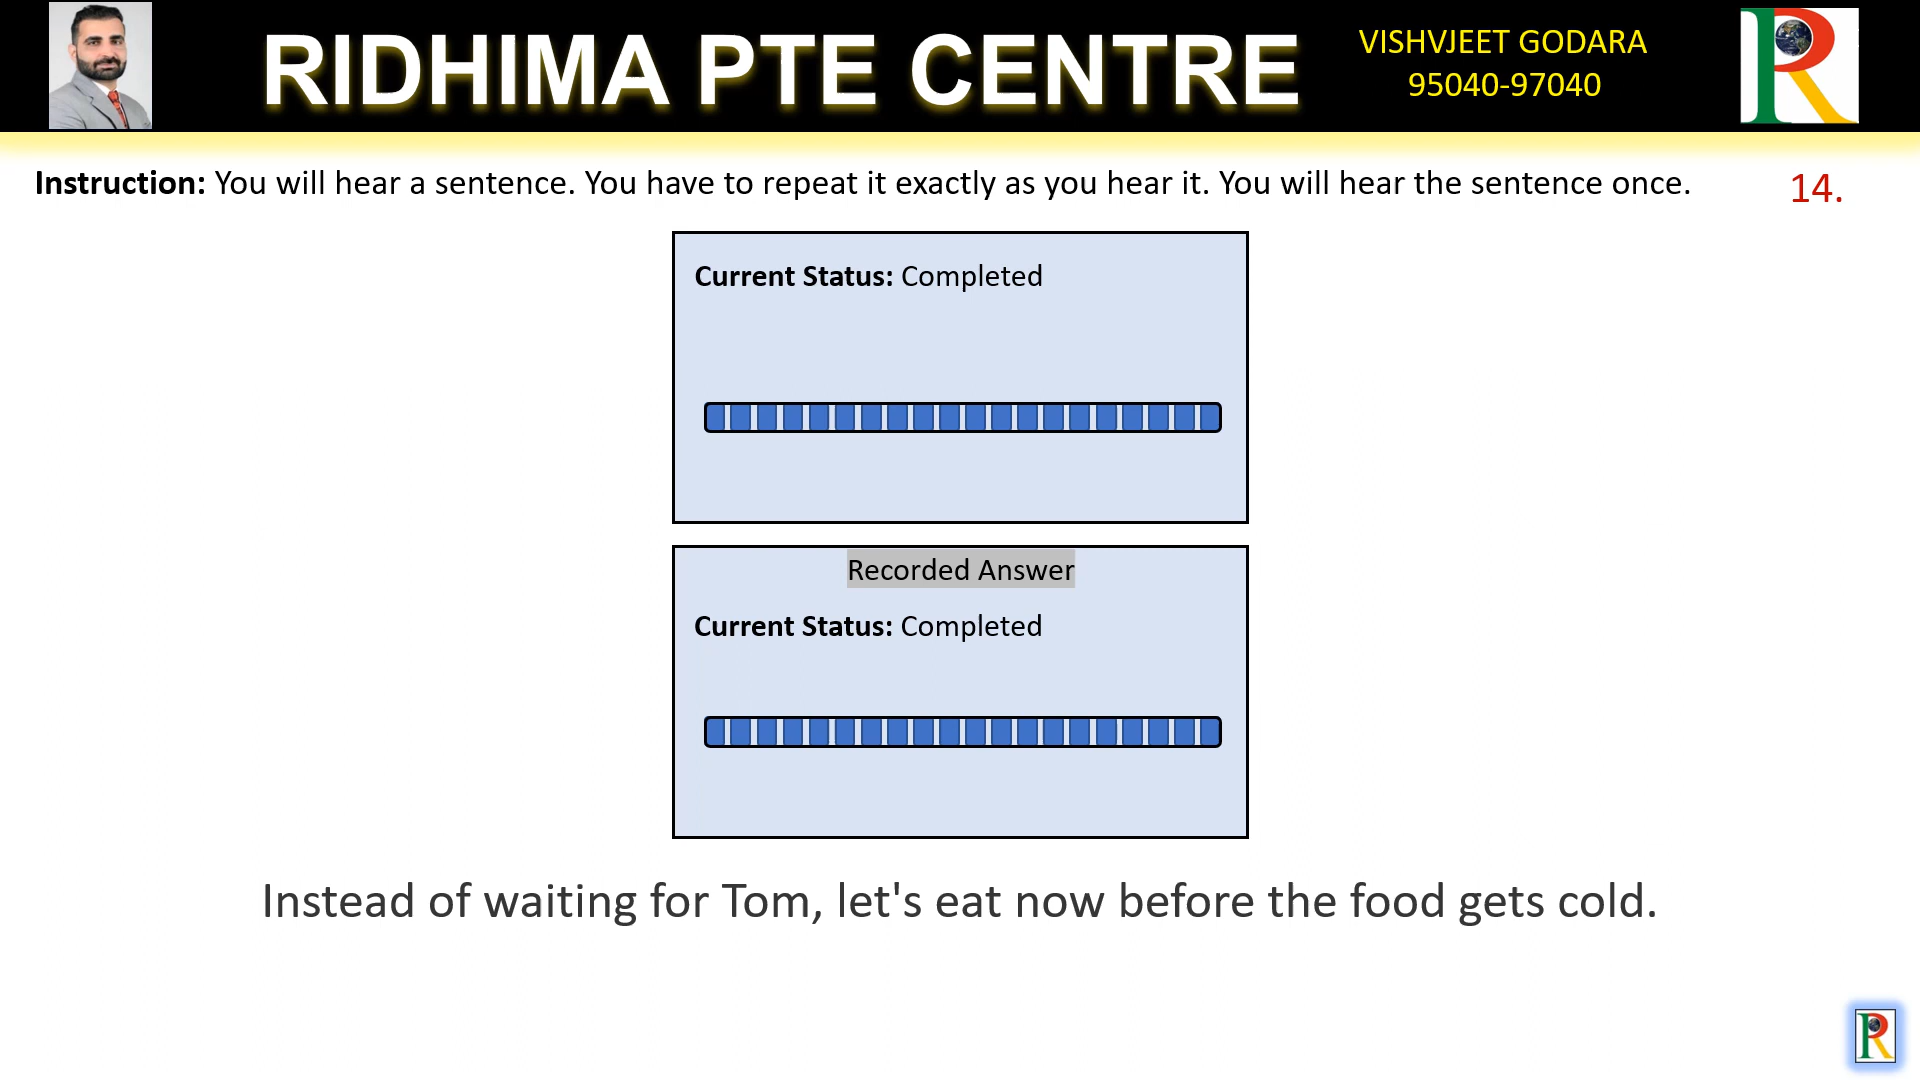 RIDHIMA PTE CENTRE
VISHVJEET GODARA
95040-97040
Instruction: You will hear a sentence. You have to repeat it exactly as you hear it. You will hear the sentence once.
14.
Current Status: Completed
Recorded Answer
Current Status: Completed
Instead of waiting for Tom, let's eat now before the food gets cold.